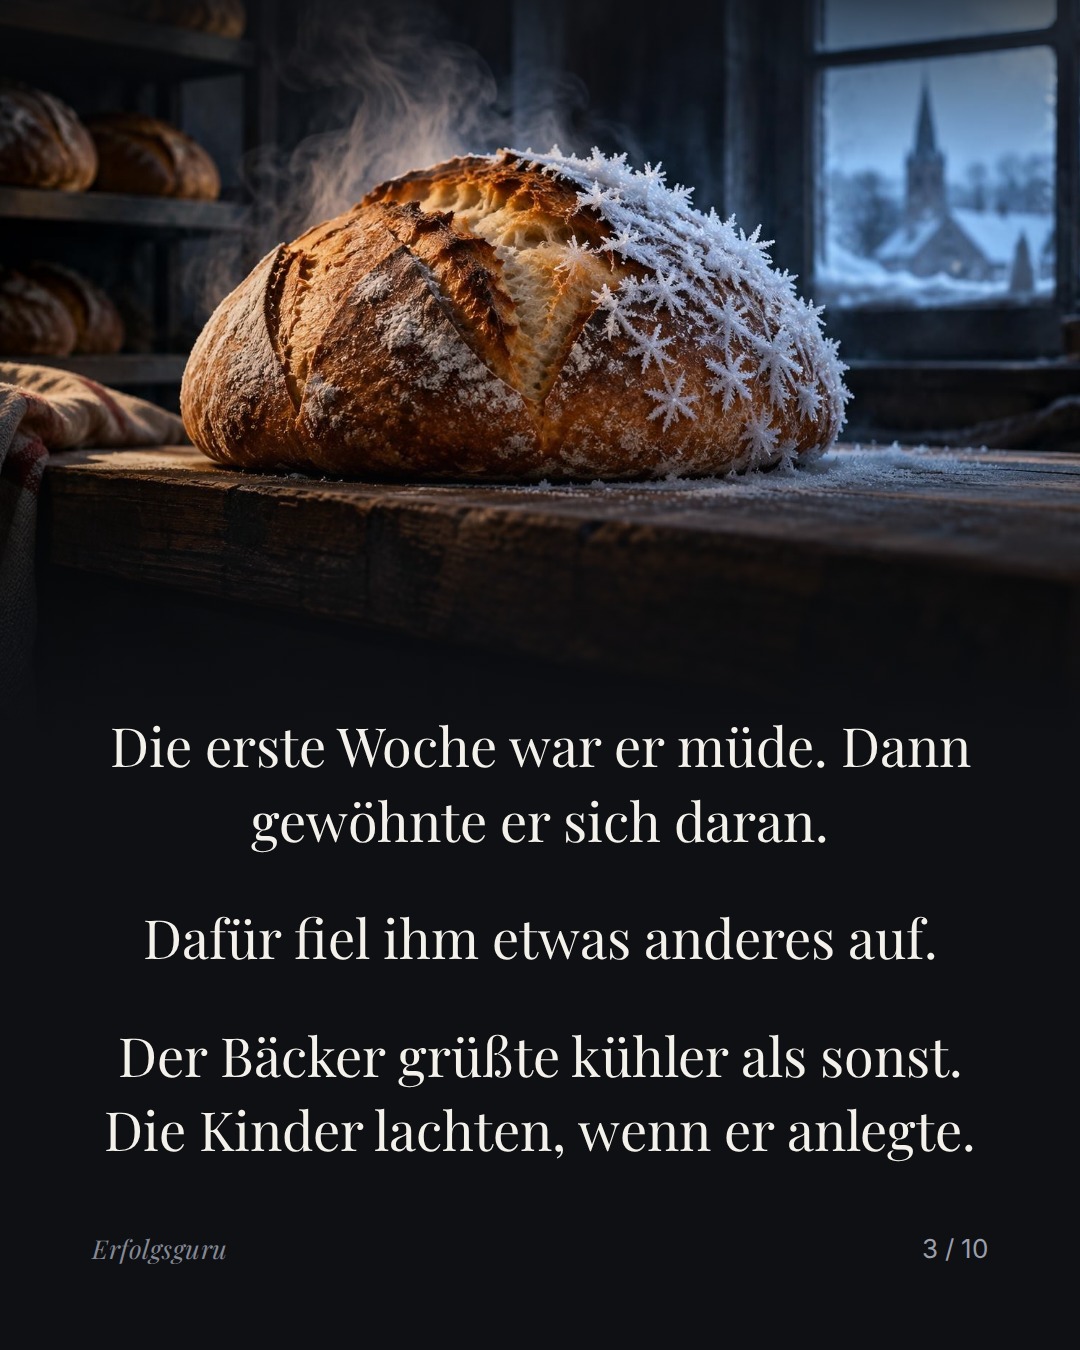 Die erste Woche war er müde. Dann
gewöhnte er sich daran.
Dafür fiel ihm etwas anderes auf.
Der Bäcker grüßte kühler als sonst.
Die Kinder lachten, wenn er anlegte.
Erfolgsguru
3 / 10